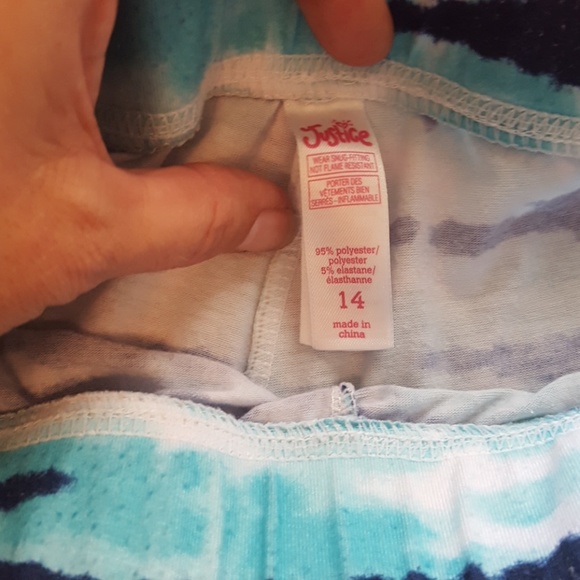 Justice
WEAR SNUG-FITTING
NOT FLAME RESISTANT
PORTER DES
VÊTEMENTS BIEN
SERRÉS - INFLAMMABLE
95% polyester/
polyester
5% elastane/
élasthanne
14
made in
china